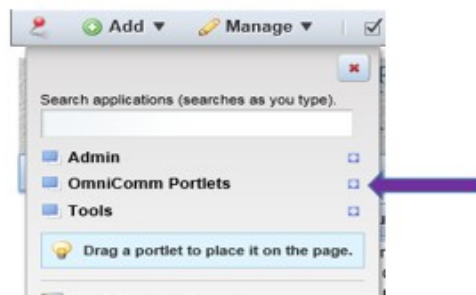 Add ▼ Manage ▼
Search applications (searches as you type).
Admin
OmniComm Portlets
Tools
Drag a portlet to place it on the page.